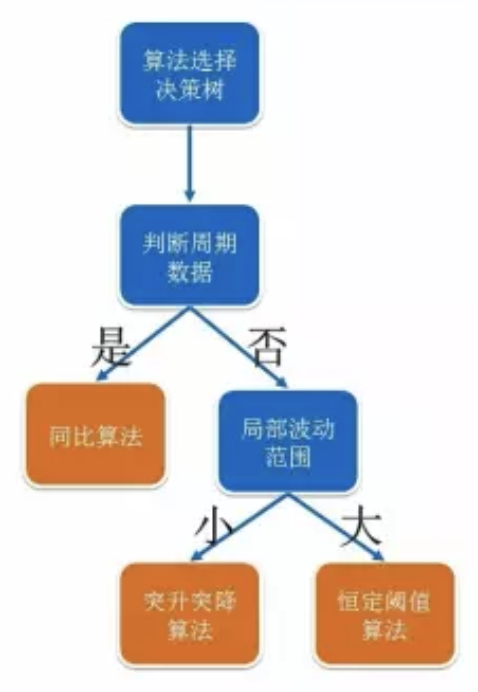 算法选择
决策树
判断周期
数据
是
否
同比算法
局部波动
范围
小
大
突升突降
算法
恒定阈值
算法